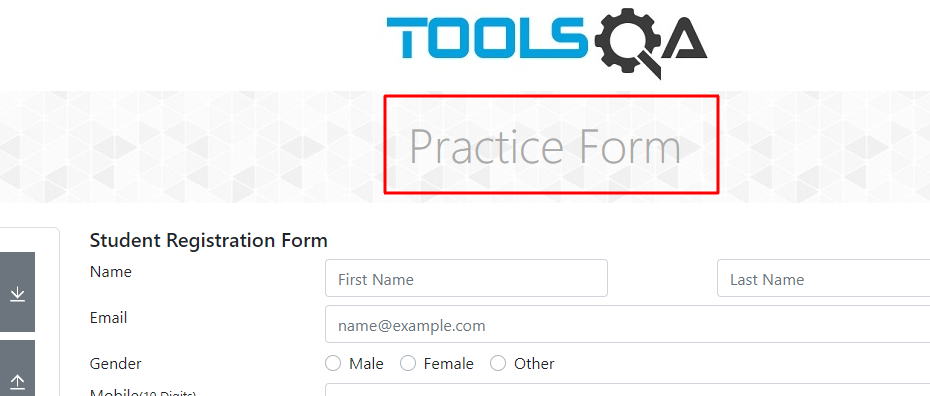 TOOLSQA
Practice Form
Student Registration Form
Name First Name Last Name
Email name@example.com
Gender Male Female Other
Mobile(10 Digits)